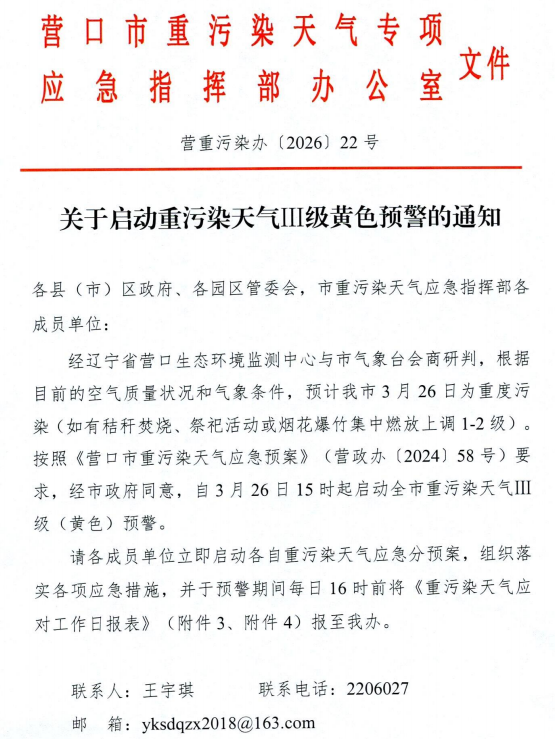 营口市重污染天气专项
应急指挥部办公室文件
营重污染办〔2026〕22 号
关于启动重污染天气III级黄色预警的通知
各县（市）区政府、各园区管委会，市重污染天气应急指挥部各
成员单位：
经辽宁省营口生态环境监测中心与市气象台会商研判，根据
目前的空气质量状况和气象条件，预计我市 3 月 26 日为重度污
染（如有秸秆焚烧、祭祀活动或烟花爆竹集中燃放上调 1-2 级）。
按照《营口市重污染天气应急预案》（营政办〔2024〕58 号）要
求，经市政府同意，自 3 月 26 日 15 时起启动全市重污染天气III
级（黄色）预警。
请各成员单位立即启动各自重污染天气应急分预案，组织落
实各项应急措施，并于预警期间每日 16 时前将《重污染天气应
对工作日报表》（附件 3、附件 4）报至我办。
联系人：王宇琪 联系电话：2206027
邮 箱：yksdqzx2018@163.com